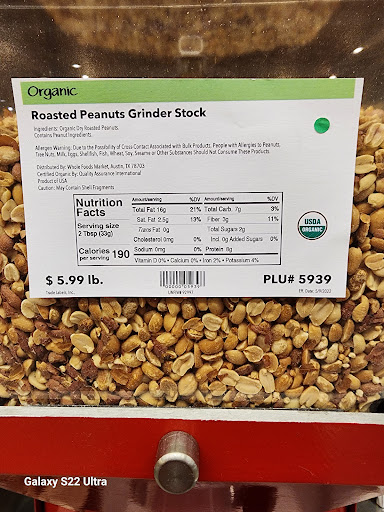 Organic
Roasted Peanuts Grinder Stock
Ingredients: Organic Dry Roasted Peanuts.
Contains Peanut Ingredients.
Allergen Warning: Due to the Possibility of Cross-Contact Associated with Bulk Products, People with Allergies to Peanuts,
Tree Nuts, Milk, Eggs, Shellfish, Fish, Wheat, Soy, Sesame or Other Substances Should Not Consume These Products.
Distributed By: Whole Foods Market, Austin, TX 78703
Certified Organic By: Quality Assurance International
Product of USA
Caution: May Contain Shell Fragments
Nutrition Facts
Serving size
2 Tbsp (33g)
Calories 190
per serving
Amount/serving %DV
Total Fat 16g 21%
Sat. Fat 2.5g 13%
Trans Fat 0g
Cholesterol 0mg 0%
Sodium 0mg 0%
Amount/serving %DV
Total Carb. 7g 3%
Fiber 3g 11%
Total Sugars 2g
Incl. 0g Added Sugars 0%
Protein 8g
Vitamin D 0% • Calcium 0% • Iron 2% • Potassium 4%
USDA
ORGANIC
$ 5.99 lb.
PLU# 5939
Trade Labels, Inc.
Galaxy S22 Ultra